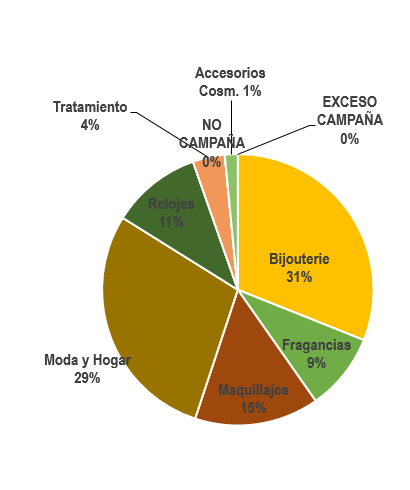 Accesorios
Cosm. 1%
EXCESO
CAMPAÑA
0%
Tratamiento
4%
NO
CAMPAÑA
0%
Relojes
11%
Bijouterie
31%
Fragancias
9%
Moda y Hogar
29%
Maquillajes
15%